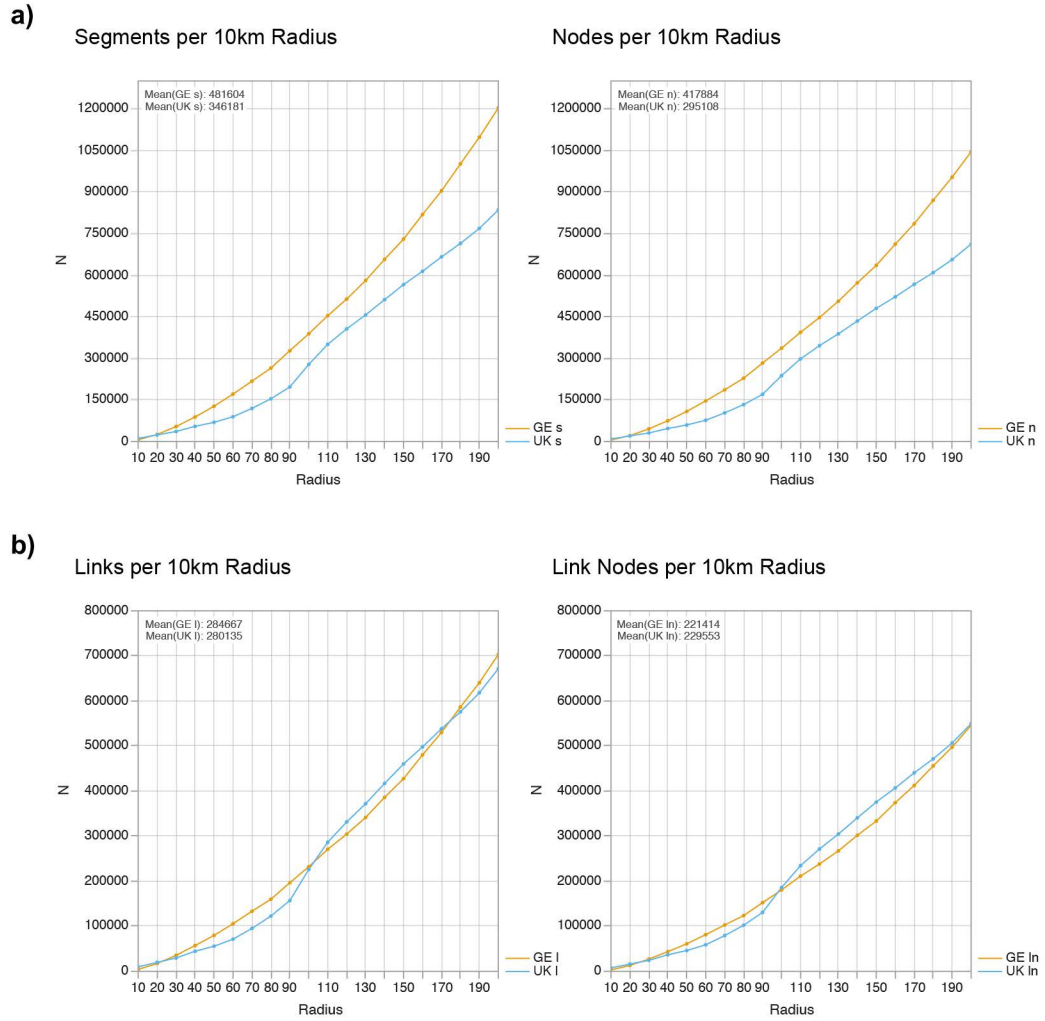 a)
Segments per 10km Radius
Nodes per 10km Radius
Mean(GE s): 481604
Mean(UK s): 346181
1200000
1050000
900000
750000
600000
450000
300000
150000
0
N
10 20 30 40 50 60 70 80 90 110 130 150 170 190
Radius
GE s
UK s
Mean(GE n): 417884
Mean(UK n): 295108
1200000
1050000
900000
750000
600000
450000
300000
150000
0
N
10 20 30 40 50 60 70 80 90 110 130 150 170 190
Radius
GE n
UK n
b)
Links per 10km Radius
Link Nodes per 10km Radius
Mean(GE l): 284667
Mean(UK l): 280135
800000
700000
600000
500000
400000
300000
200000
100000
0
N
10 20 30 40 50 60 70 80 90 110 130 150 170 190
Radius
GE l
UK l
Mean(GE ln): 221414
Mean(UK ln): 229553
800000
700000
600000
500000
400000
300000
200000
100000
0
N
10 20 30 40 50 60 70 80 90 110 130 150 170 190
Radius
GE ln
UK ln